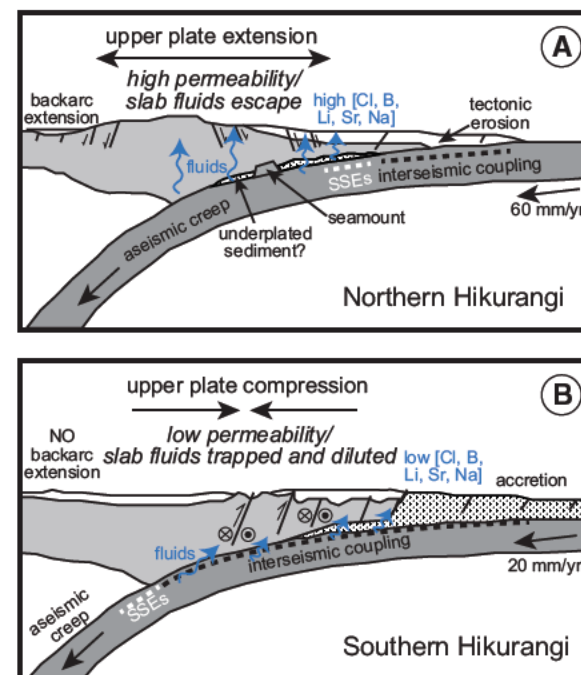 A
upper plate extension
high permeability/
slab fluids escape
backarc
extension
high [Cl, B,
Li, Sr, Na]
tectonic
erosion
fluids
SSEs
interseismic coupling
seamount
underplated
sediment?
aseismic creep
60 mm/yr
Northern Hikurangi
B
upper plate compression
NO
backarc
extension
low permeability/
slab fluids trapped and diluted
low [Cl, B,
Li, Sr, Na]
accretion
fluids
interseismic coupling
SSEs
aseismic
creep
20 mm/yr
Southern Hikurangi